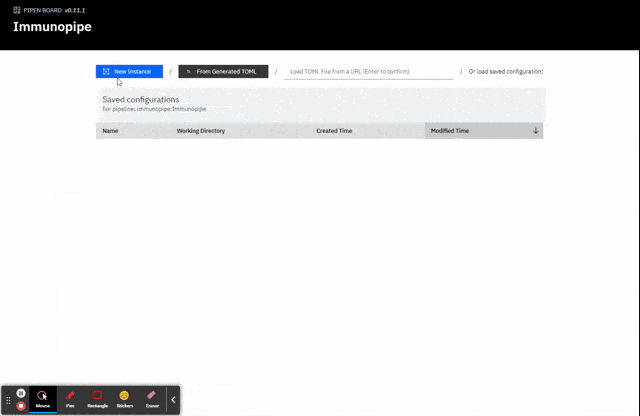 PIPEN BOARD v0.11.1
Immunopipe
New Instance / From Generated TOML Load TOML File from a URL (Enter to confirm) / Or load saved configuration:
Saved configurations
For pipeline: immunopipe:Immunopipe
Name Working Directory Created Time Modified Time
Mouse Pen Rectangle Stickers Eraser